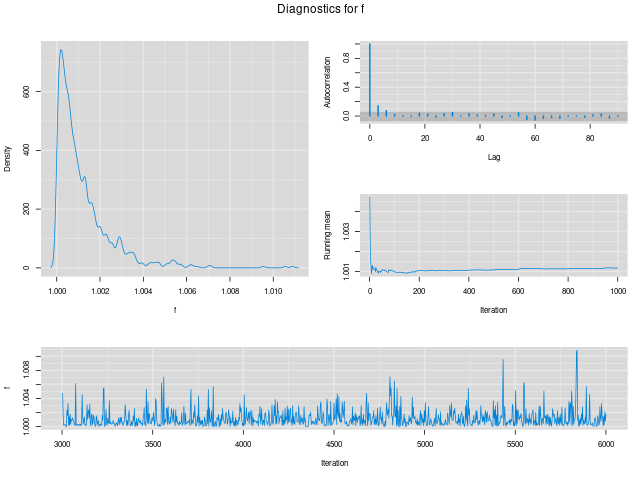 Diagnostics for f
Density
0 200 400 600
1.000 1.002 1.004 1.006 1.008 1.010
f
Autocorrelation
0.0 0.4 0.8
0 20 40 60 80
Lag
Running mean
1.001 1.003
0 200 400 600 800 1000
Iteration
f
1.000 1.004 1.008
3000 3500 4000 4500 5000 5500 6000
Iteration